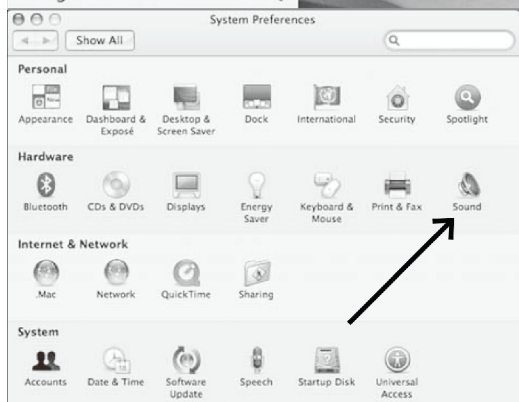 System Preferences
Show All
Personal
Appearance Dashboard & Exposé Desktop & Screen Saver Dock International Security Spotlight
Hardware
Bluetooth CDs & DVDs Displays Energy Saver Keyboard & Mouse Print & Fax Sound
Internet & Network
.Mac Network QuickTime Sharing
System
Accounts Date & Time Software Update Speech Startup Disk Universal Access